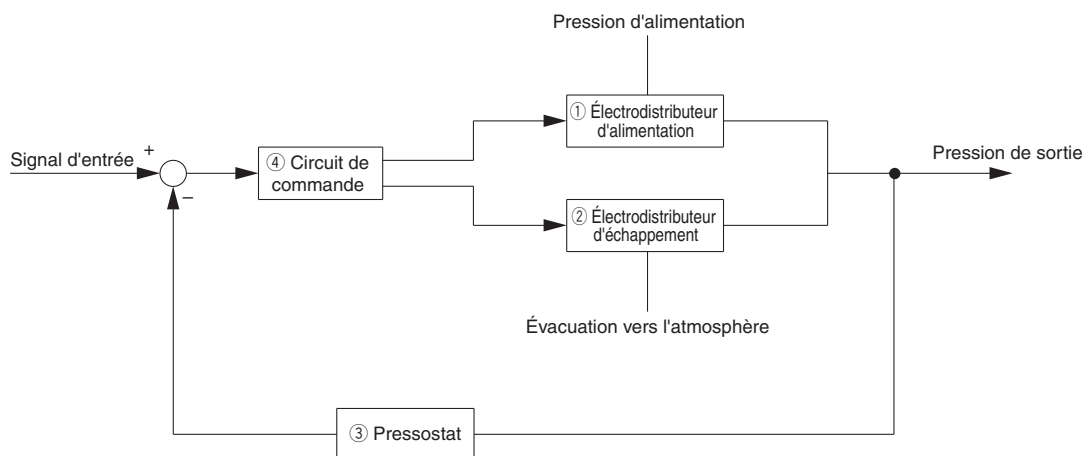 Pression d'alimentation
① Électrodistributeur
d'alimentation
Signal d'entrée
+
④ Circuit de
commande
Pression de sortie
−
② Électrodistributeur
d'échappement
Évacuation vers l'atmosphère
③ Pressostat